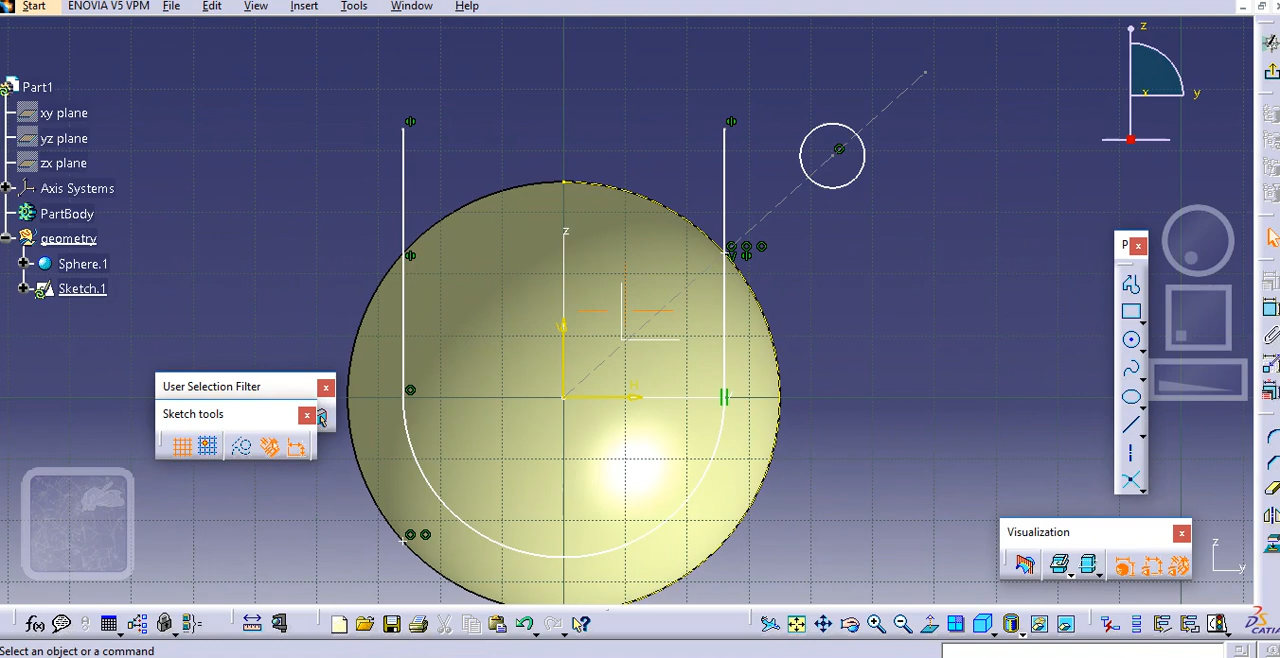 Start ENOVIA V5 VPM File Edit View Insert Tools Window Help
z
x y
Part1
xy plane
yz plane
zx plane
Axis Systems
PartBody
geometry
Sphere.1
Sketch.1
z
V
H
P...
User Selection Filter
Sketch tools
Visualization
z
y
f(x)
CATIA
Select an object or a command